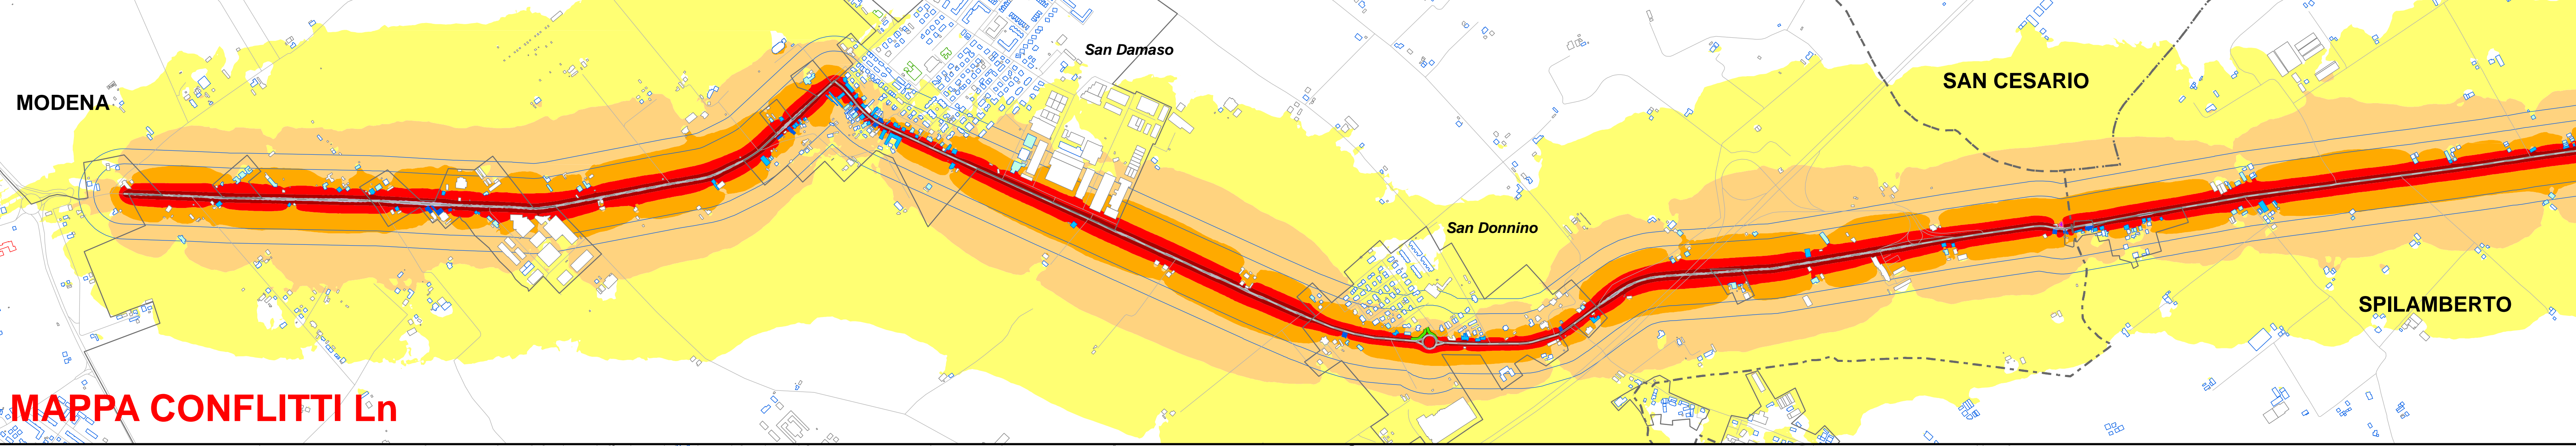 San Damaso
SAN CESARIO
MODENA
San Donnino
SPILAMBERTO
MAPPA CONFLITTI Ln